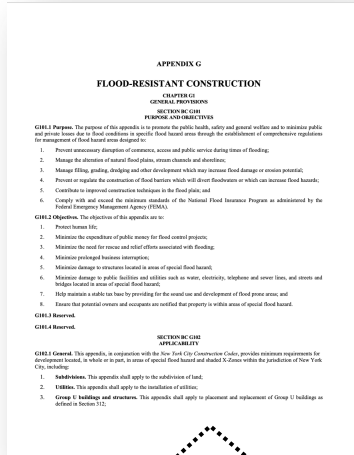 APPENDIX G
FLOOD-RESISTANT CONSTRUCTION
CHAPTER G1
GENERAL PROVISIONS
SECTION BC G101
PURPOSE AND OBJECTIVES
G101.1 Purpose. The purpose of this appendix is to promote the public health, safety and general welfare and to minimize public
and private losses due to flood conditions in specific flood hazard areas through the establishment of comprehensive regulations
for management of flood hazard areas designed to:
1. Prevent unnecessary disruption of commerce, access and public service during times of flooding;
2. Manage the alteration of natural flood plains, stream channels and shorelines;
3. Manage filling, grading, dredging and other development which may increase flood damage or erosion potential;
4. Prevent or regulate the construction of flood barriers which will divert floodwaters or which can increase flood hazards;
5. Contribute to improved construction techniques in the flood plain; and
6. Comply with and exceed the minimum standards of the National Flood Insurance Program as administered by the
Federal Emergency Management Agency (FEMA).
G101.2 Objectives. The objectives of this appendix are to:
1. Protect human life;
2. Minimize the expenditure of public money for flood control projects;
3. Minimize the need for rescue and relief efforts associated with flooding;
4. Minimize prolonged business interruption;
5. Minimize damage to structures located in areas of special flood hazard;
6. Minimize damage to public facilities and utilities such as water, electricity, telephone and sewer lines, and streets and
bridges located in areas of special flood hazard;
7. Help maintain a stable tax base by providing for the sound use and development of flood prone areas; and
8. Ensure that potential owners and occupants are notified that property is within areas of special flood hazard.
G101.3 Reserved.
G101.4 Reserved.
SECTION BC G102
APPLICABILITY
G102.1 General. This appendix, in conjunction with the New York City Construction Codes, provides minimum requirements for
development located, in whole or in part, in areas of special flood hazard and shaded X-Zones within the jurisdiction of New York
City, including:
1. Subdivisions. This appendix shall apply to the subdivision of land;
2. Utilities. This appendix shall apply to the installation of utilities;
3. Group U buildings and structures. This appendix shall apply to placement and replacement of Group U buildings as
defined in Section 312;